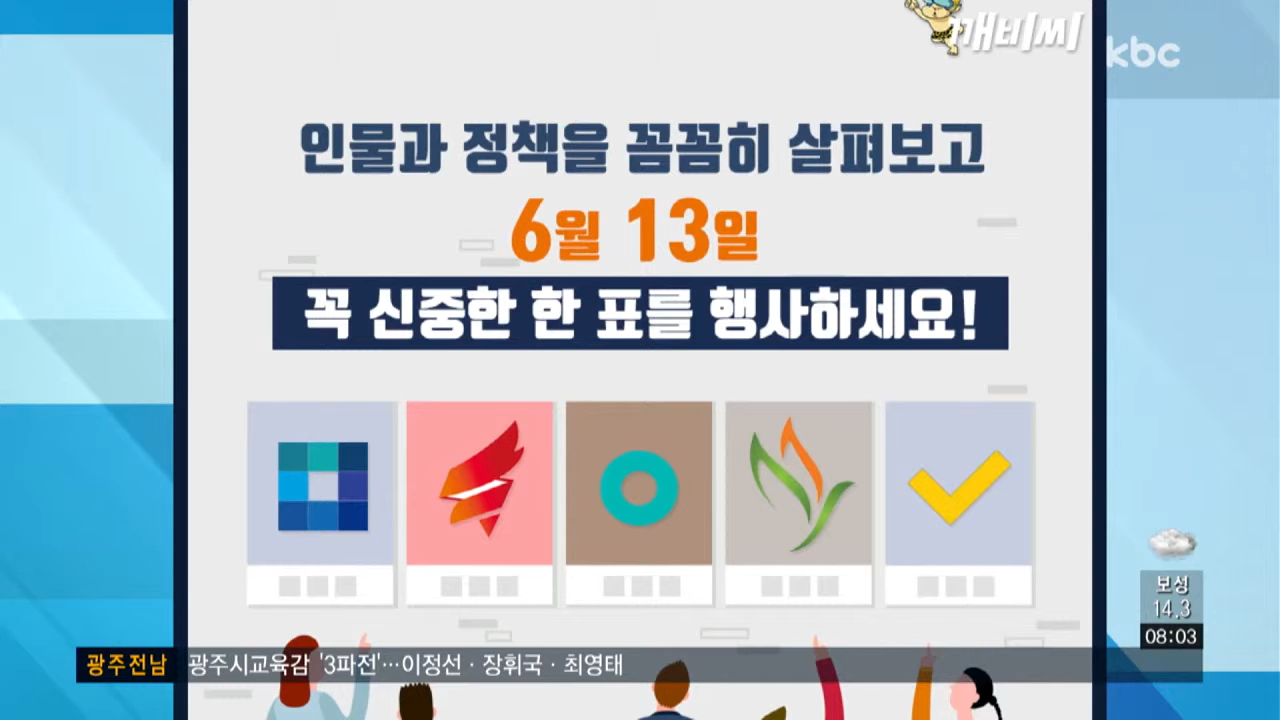 깨비씨
kbc
인물과 정책을 꼼꼼히 살펴보고
6월 13일
꼭 신중한 한 표를 행사하세요!
보성
14.3
08:03
광주전남 광주시교육감 '3파전'…이정선·장휘국·최영태